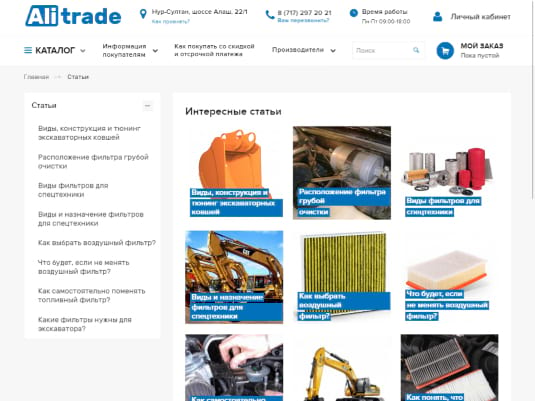 Alitrade
Нур-Султан, шоссе Алаш, 22/1
Как проехать?
8 (717) 297 20 21
Вам перезвонить?
Время работы
Пн-Пт 09:00-18:00
Личный кабинет
КАТАЛОГ
Информация
покупателям
Как покупать со скидкой
и отсрочкой платежа
Производители
Поиск
МОЙ ЗАКАЗ
Пока пустой
Главная
Статьи
Статьи
Виды, конструкция и тюнинг
экскаваторных ковшей
Расположение фильтра грубой
очистки
Виды фильтров для
спецтехники
Виды и назначение фильтров
для спецтехники
Как выбрать воздушный фильтр?
Что будет, если не менять
воздушный фильтр?
Как самостоятельно поменять
топливный фильтр?
Какие фильтры нужны для
экскаватора?
Интересные статьи
Виды, конструкция и
тюнинг экскаваторных
ковшей
Расположение фильтра
грубой
очистки
Виды фильтров для
спецтехники
Виды и назначение
фильтров для
спецтехники
Как выбрать
воздушный
фильтр?
Что будет, если
не менять воздушный
фильтр?
Как самостоятельно
Как понять, что